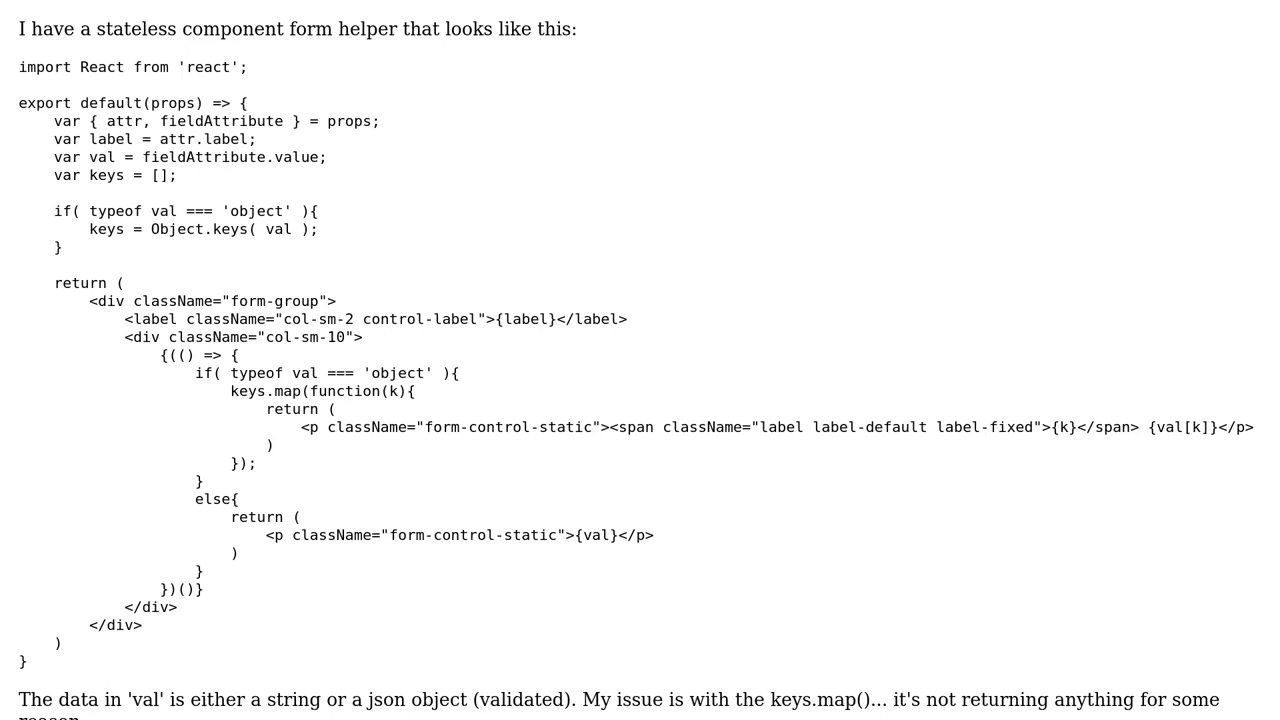 I have a stateless component form helper that looks like this:
import React from 'react';
export default(props) => {
    var { attr, fieldAttribute } = props;
    var label = attr.label;
    var val = fieldAttribute.value;
    var keys = [];
    if( typeof val === 'object' ){
        keys = Object.keys( val );
    }
    return (
        <div className="form-group">
            <label className="col-sm-2 control-label">{label}</label>
            <div className="col-sm-10">
                {(() => {
                    if( typeof val === 'object' ){
                        keys.map(function(k){
                            return (
                                <p className="form-control-static"><span className="label label-default label-fixed">{k}</span> {val[k]}</p>
                            )
                        });
                    }
                    else{
                        return (
                            <p className="form-control-static">{val}</p>
                        )
                    }
                })()}
            </div>
        </div>
    )
}
The data in 'val' is either a string or a json object (validated). My issue is with the keys.map()... it's not returning anything for some
reason